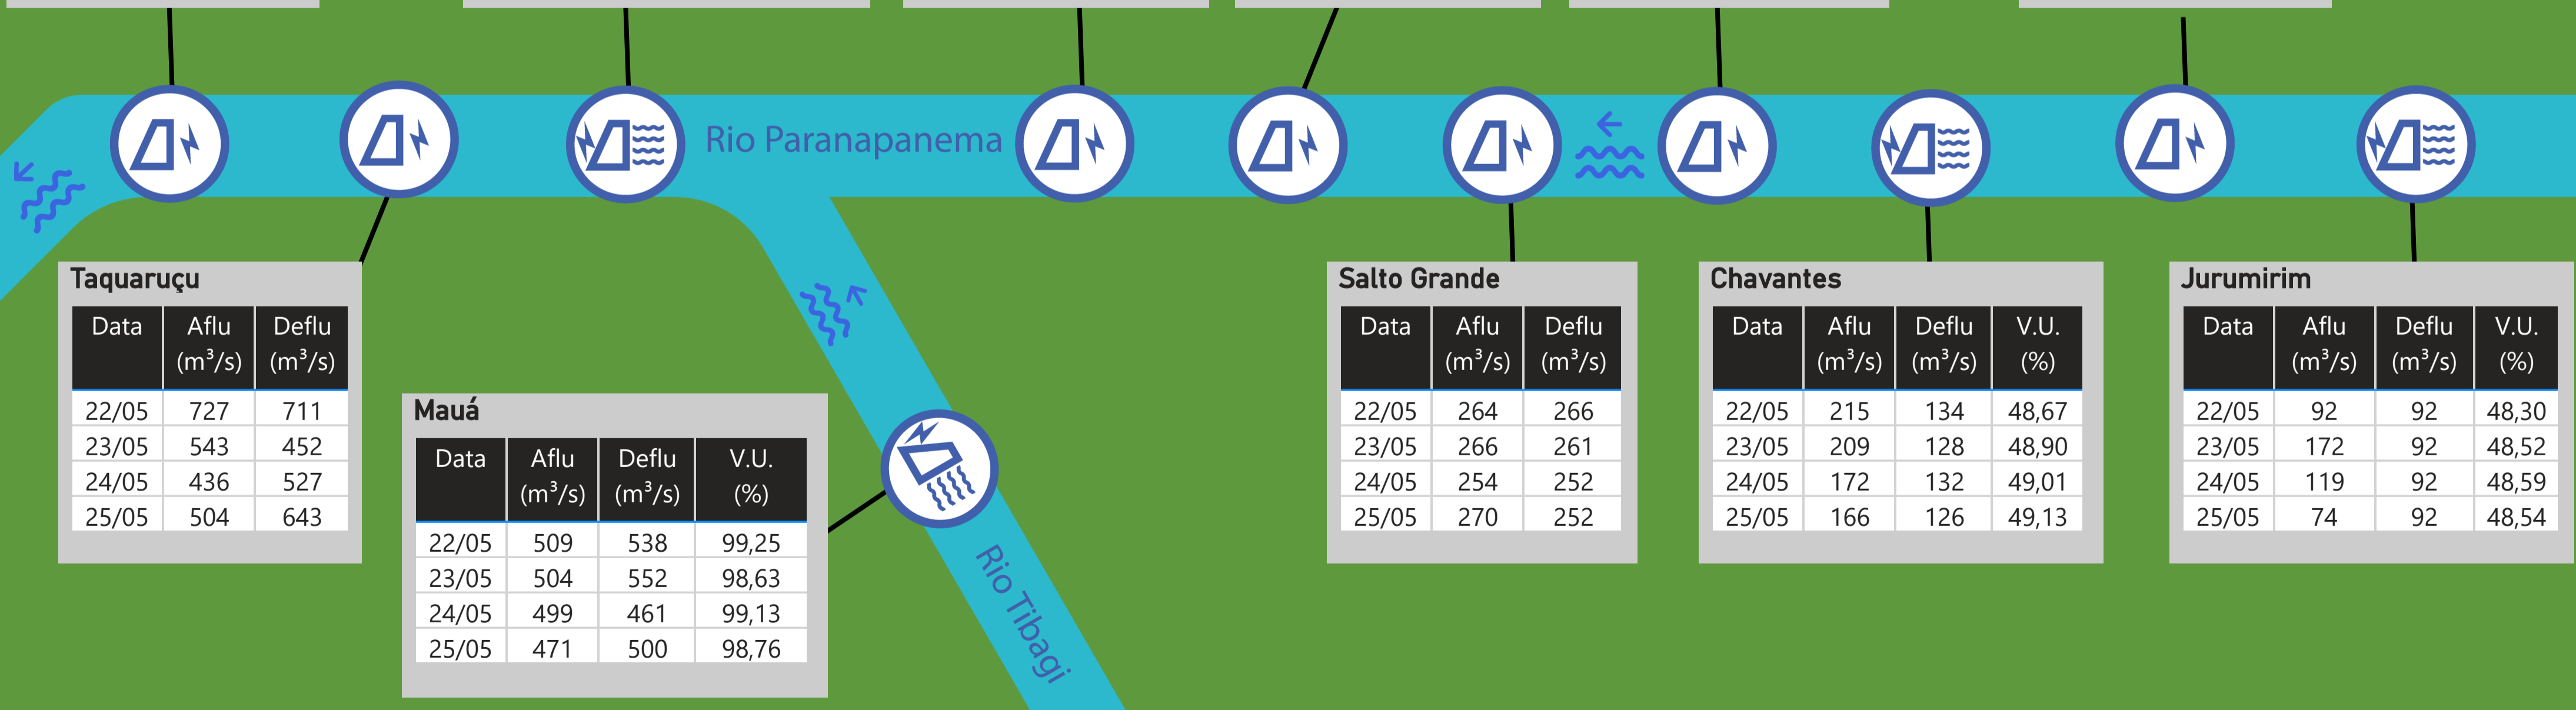 Rio Paranapanema
Taquaruçu
Data Aflu (m³/s) Deflu (m³/s)
22/05 727 711
23/05 543 452
24/05 436 527
25/05 504 643
Mauá
Data Aflu (m³/s) Deflu (m³/s) V.U. (%)
22/05 509 538 99,25
23/05 504 552 98,63
24/05 499 461 99,13
25/05 471 500 98,76
Rio Tibagi
Salto Grande
Data Aflu (m³/s) Deflu (m³/s)
22/05 264 266
23/05 266 261
24/05 254 252
25/05 270 252
Chavantes
Data Aflu (m³/s) Deflu (m³/s) V.U. (%)
22/05 215 134 48,67
23/05 209 128 48,90
24/05 172 132 49,01
25/05 166 126 49,13
Jurumirim
Data Aflu (m³/s) Deflu (m³/s) V.U. (%)
22/05 92 92 48,30
23/05 172 92 48,52
24/05 119 92 48,59
25/05 74 92 48,54